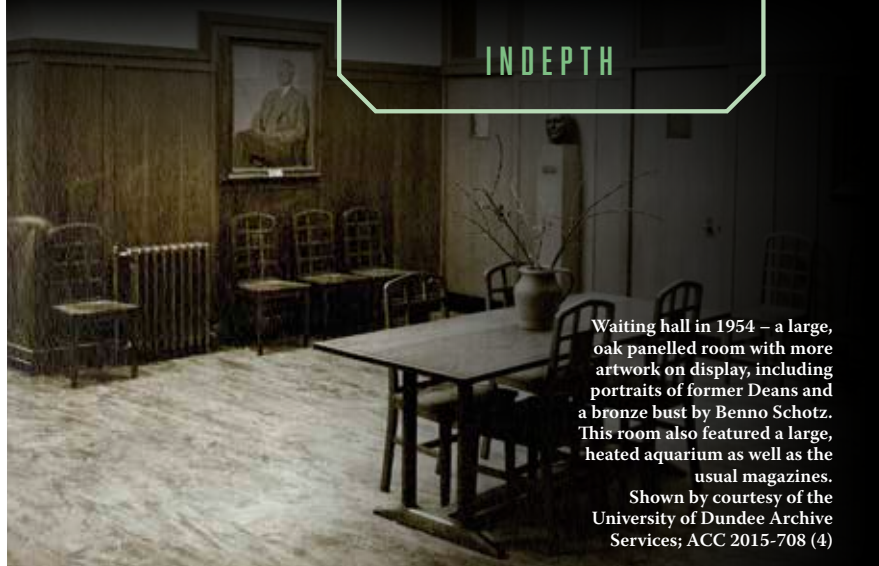 INDEPTH
Waiting hall in 1954 – a large,
oak panelled room with more
artwork on display, including
portraits of former Deans and
a bronze bust by Benno Schotz.
This room also featured a large,
heated aquarium as well as the
usual magazines.
Shown by courtesy of the
University of Dundee Archive
Services; ACC 2015-708 (4)